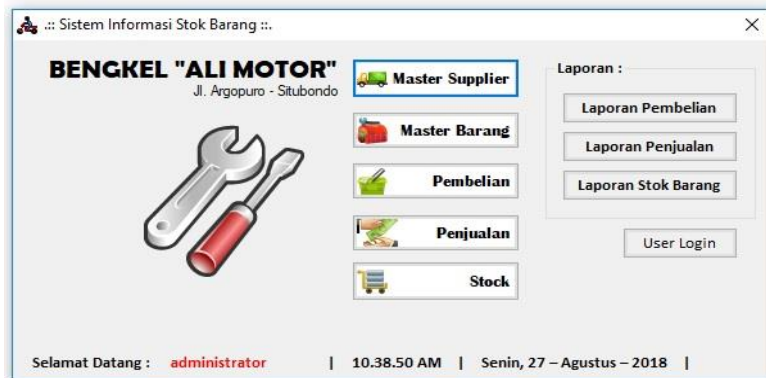 .:: Sistem Informasi Stok Barang ::.
BENGKEL "ALI MOTOR"
Jl. Argopuro - Situbondo
Master Supplier
Master Barang
Pembelian
Penjualan
Stock
Laporan :
Laporan Pembelian
Laporan Penjualan
Laporan Stok Barang
User Login
Selamat Datang : administrator | 10.38.50 AM | Senin, 27 – Agustus – 2018 |